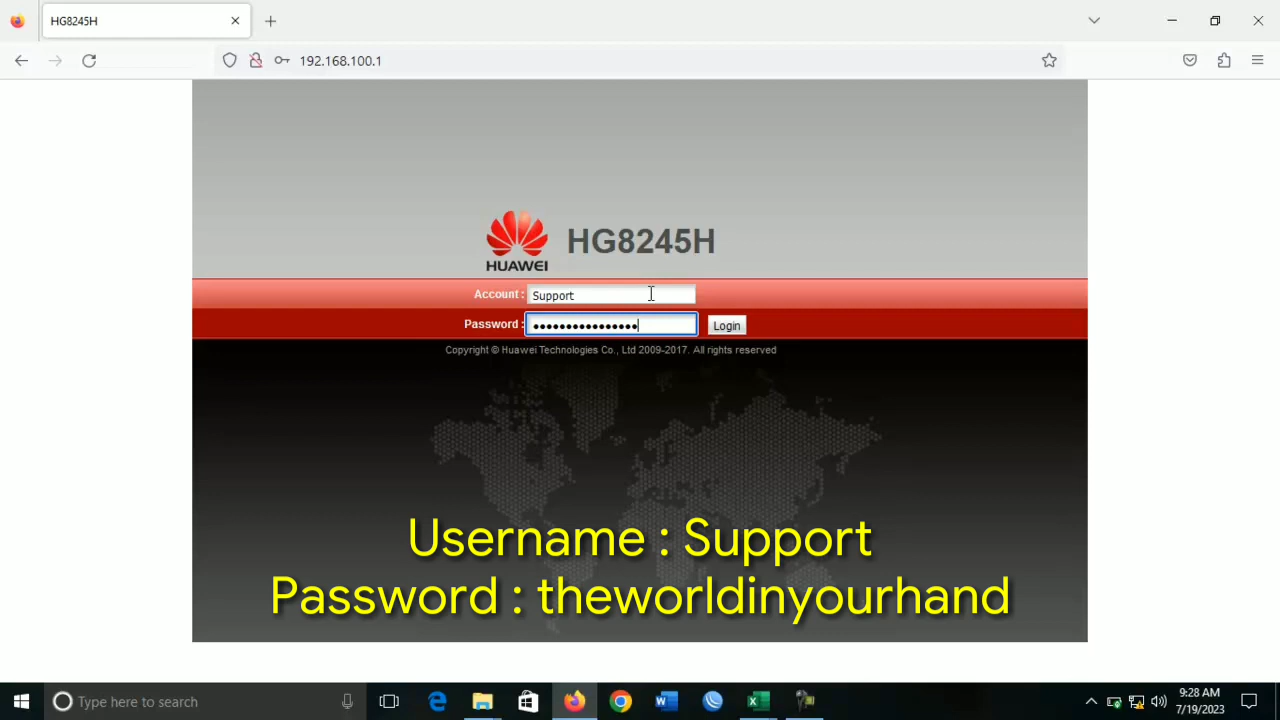 HG8245H
192.168.100.1
HUAWEI
HG8245H
Account : Support
Password : ●●●●●●●●●●●●●●●● Login
Copyright © Huawei Technologies Co., Ltd 2009-2017. All rights reserved
Username : Support
Password : theworldinyourhand
Type here to search
9:28 AM
7/19/2023